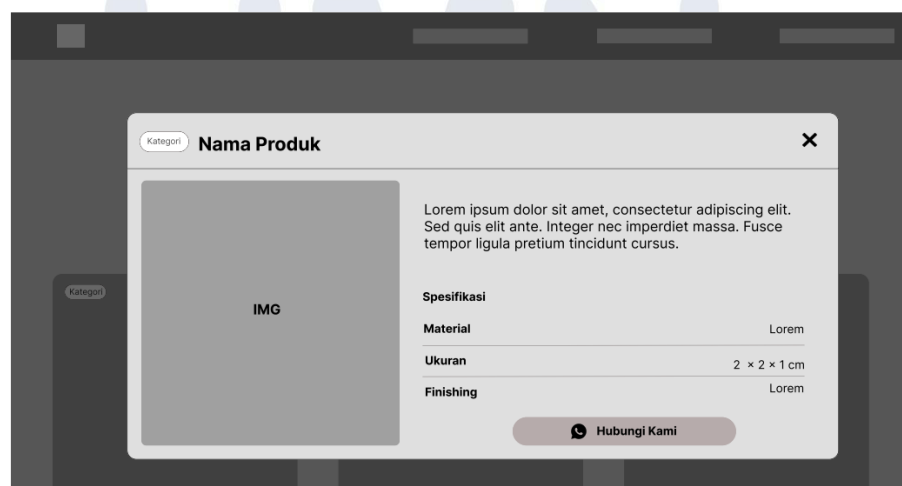 Kategori
Nama Produk
Lorem ipsum dolor sit amet, consectetur adipiscing elit.
Sed quis elit ante. Integer nec imperdiet massa. Fusce
tempor ligula pretium tincidunt cursus.
Kategori
IMG
Spesifikasi
Material Lorem
Ukuran 2 × 2 × 1 cm
Finishing Lorem
Hubungi Kami